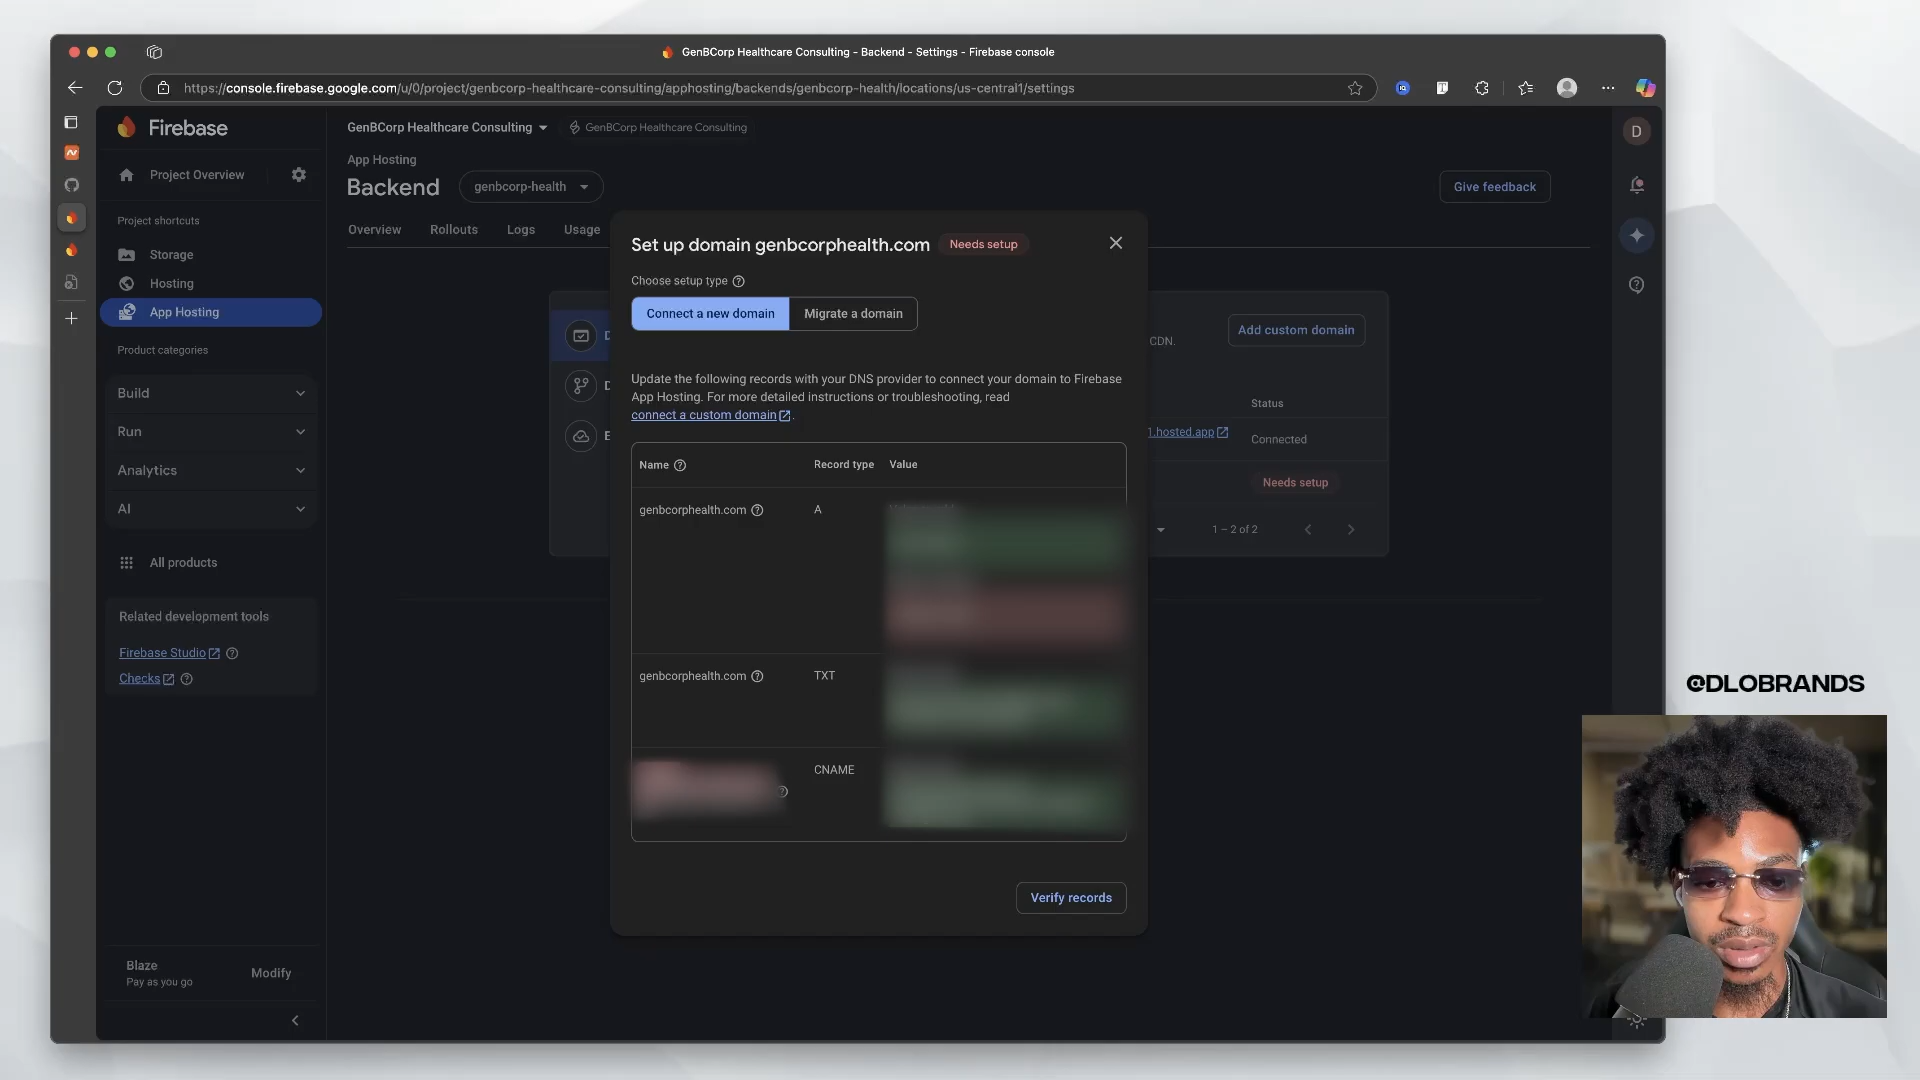 GenBCorp Healthcare Consulting - Backend - Settings - Firebase console
https://console.firebase.google.com/u/0/project/genbcorp-healthcare-consulting/apphosting/backends/genbcorp-health/locations/us-central1/settings
Firebase
GenBCorp Healthcare Consulting
GenBCorp Healthcare Consulting
D
Project Overview
App Hosting
Backend
genbcorp-health
Give feedback
Project shortcuts
Overview
Rollouts
Logs
Usage
Storage
Hosting
App Hosting
Product categories
Build
Run
Analytics
AI
All products
Related development tools
Firebase Studio
Checks
Blaze
Pay as you go
Modify
Set up domain genbcorphealth.com
Needs setup
Choose setup type
Connect a new domain
Migrate a domain
Update the following records with your DNS provider to connect your domain to Firebase
App Hosting. For more detailed instructions or troubleshooting, read
connect a custom domain.
Name
Record type
Value
genbcorphealth.com
A
genbcorphealth.com
TXT
CNAME
Verify records
CDN.
Add custom domain
Status
1.hosted.app
Connected
Needs setup
1 – 2 of 2
@DLOBRANDS